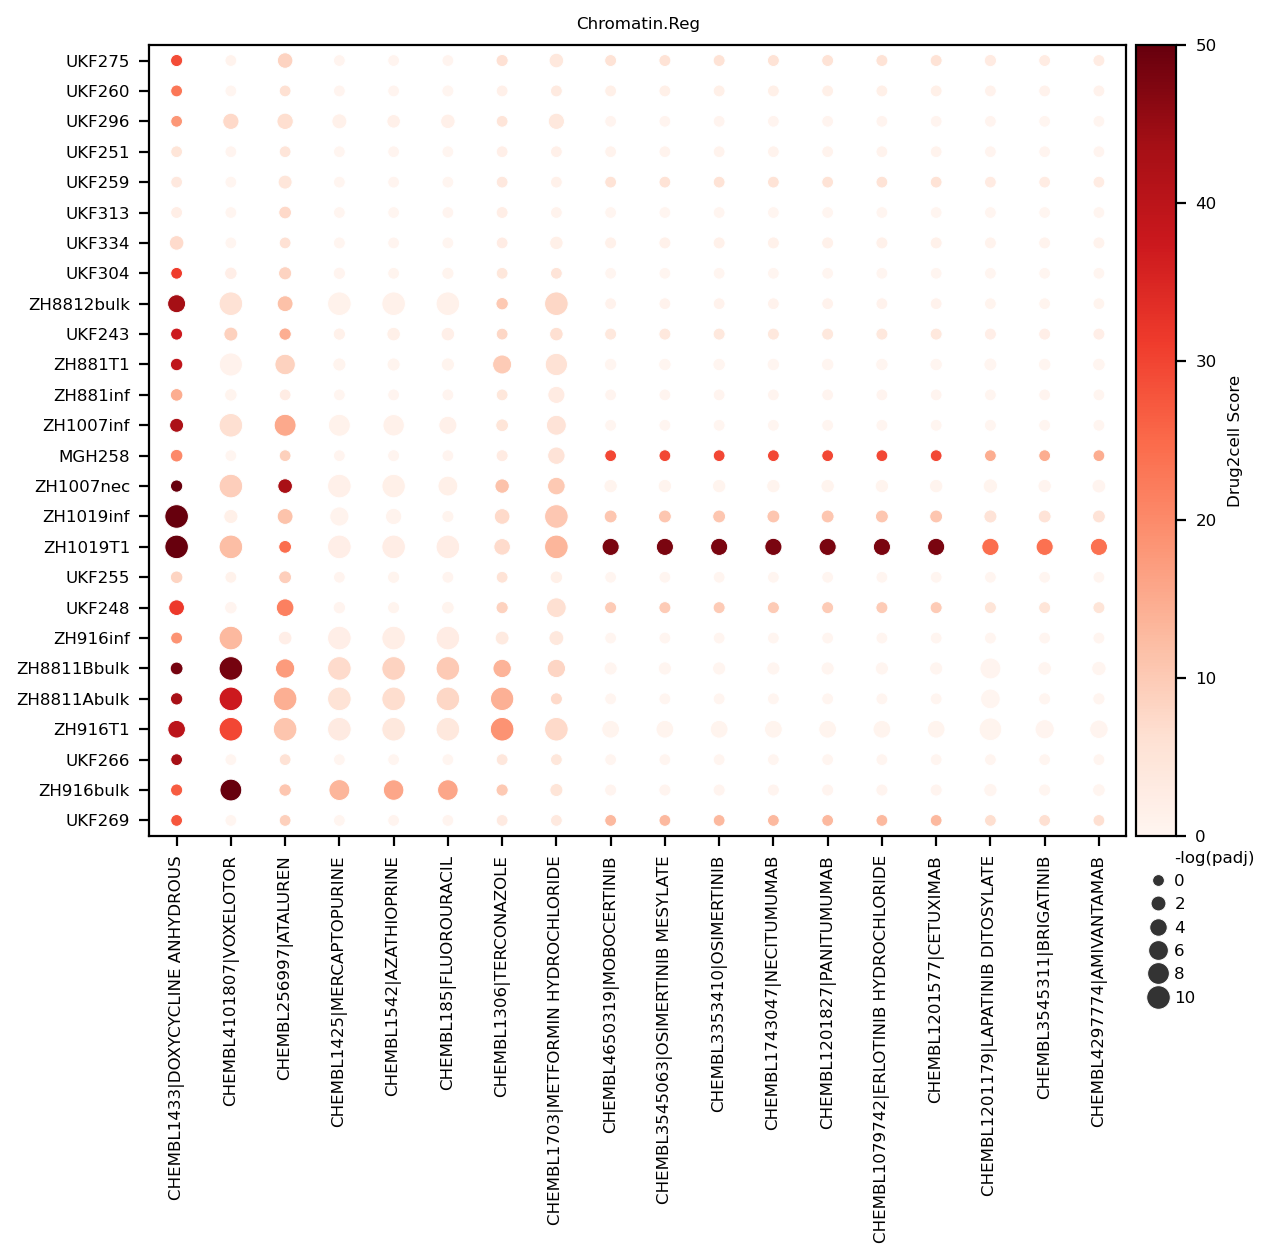 Chromatin.Reg
UKF275
UKF260
UKF296
UKF251
UKF259
UKF313
UKF334
UKF304
ZH8812bulk
UKF243
ZH881T1
ZH881inf
ZH1007inf
MGH258
ZH1007nec
ZH1019inf
ZH1019T1
UKF255
UKF248
ZH916inf
ZH8811Bbulk
ZH8811Abulk
ZH916T1
UKF266
ZH916bulk
UKF269
CHEMBL1433|DOXYCYCLINE ANHYDROUS
CHEMBL4101807|VOXELOTOR
CHEMBL256997|ATALUREN
CHEMBL1425|MERCAPTOPURINE
CHEMBL1542|AZATHIOPRINE
CHEMBL185|FLUOROURACIL
CHEMBL1306|TERCONAZOLE
CHEMBL1703|METFORMIN HYDROCHLORIDE
CHEMBL4650319|MOBOCERTINIB
CHEMBL3545063|OSIMERTINIB MESYLATE
CHEMBL3353410|OSIMERTINIB
CHEMBL1743047|NECITUMUMAB
CHEMBL1201827|PANITUMUMAB
CHEMBL1079742|ERLOTINIB HYDROCHLORIDE
CHEMBL1201577|CETUXIMAB
CHEMBL1201179|LAPATINIB DITOSYLATE
CHEMBL3545311|BRIGATINIB
CHEMBL4297774|AMIVANTAMAB
50
40
30
20
10
0
Drug2cell Score
-log(padj)
0
2
4
6
8
10